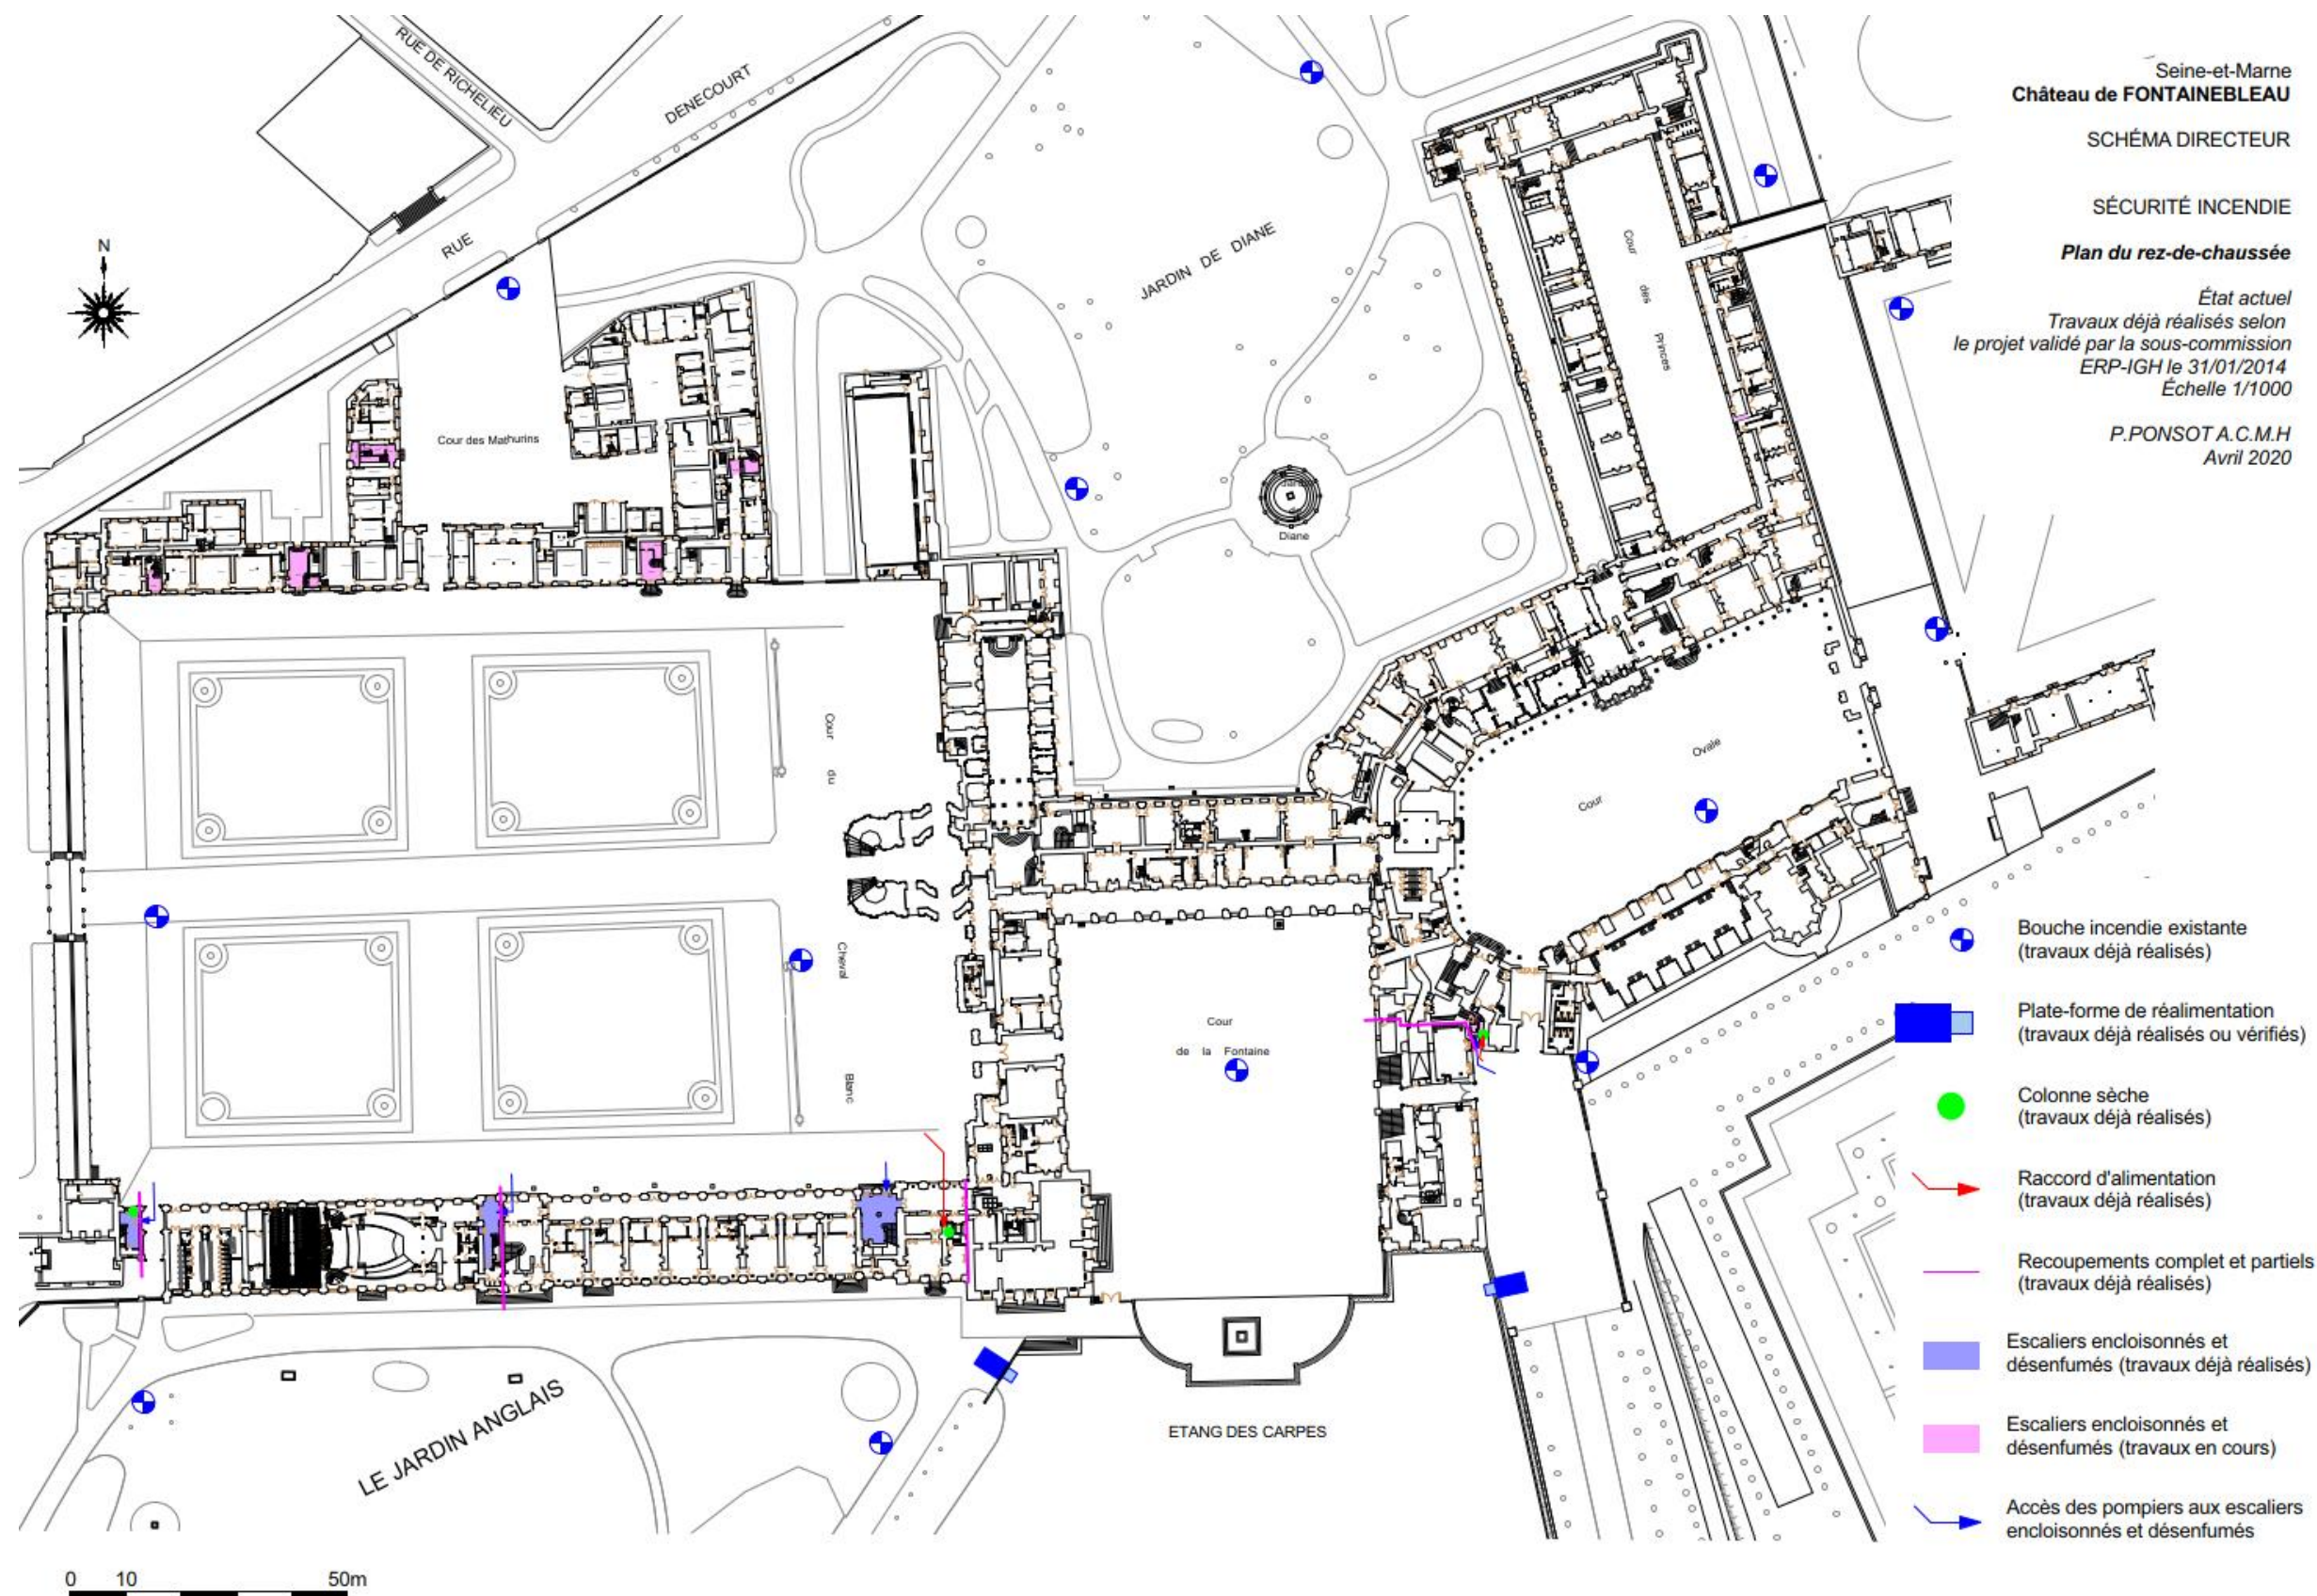 Seine-et-Marne
Château de FONTAINEBLEAU
SCHÉMA DIRECTEUR
SÉCURITÉ INCENDIE
Plan du rez-de-chaussée
État actuel
Travaux déjà réalisés selon
le projet validé par la sous-commission
ERP-IGH le 31/01/2014
Échelle 1/1000
P.PONSOT A.C.M.H
Avril 2020
RUE DE RICHELIEU
RUE
DENECOURT
N
JARDIN DE DIANE
Cour
des
Princes
Cour des Mathurins
Diane
Cour
du
Cheval
Blanc
Ovale
Cour
Cour
de la Fontaine
LE JARDIN ANGLAIS
ETANG DES CARPES
Bouche incendie existante
(travaux déjà réalisés)
Plate-forme de réalimentation
(travaux déjà réalisés ou vérifiés)
Colonne sèche
(travaux déjà réalisés)
Raccord d'alimentation
(travaux déjà réalisés)
Recoupements complet et partiels
(travaux déjà réalisés)
Escaliers encloisonnés et
désenfumés (travaux déjà réalisés)
Escaliers encloisonnés et
désenfumés (travaux en cours)
Accès des pompiers aux escaliers
encloisonnés et désenfumés
0 10 50m